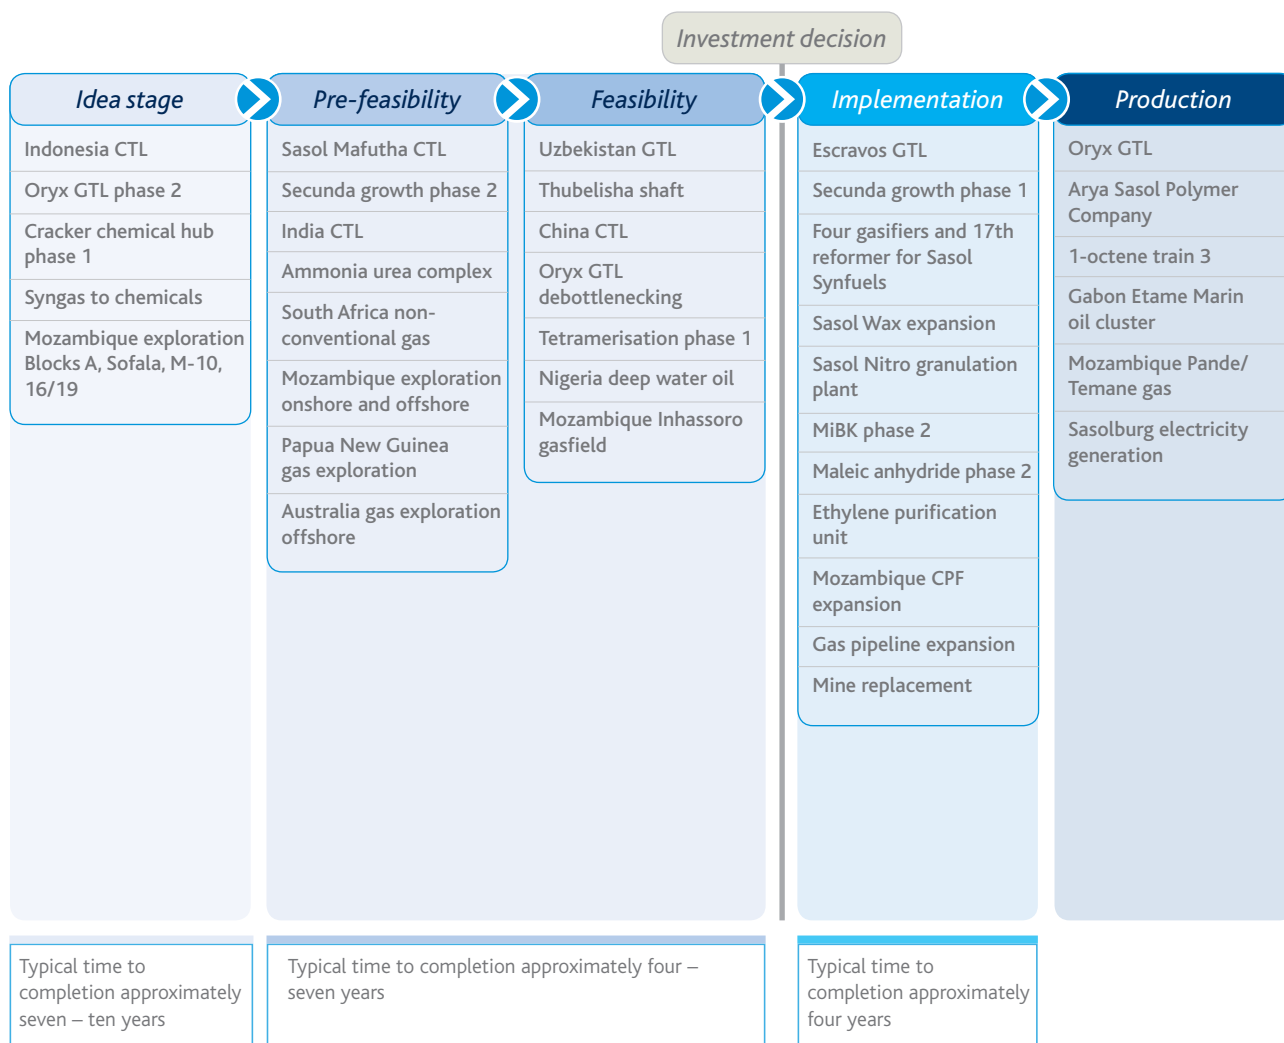 Investment decision
Idea stage
Indonesia CTL
Oryx GTL phase 2
Cracker chemical hub
phase 1
Syngas to chemicals
Mozambique exploration
Blocks A, Sofala, M-10,
16/19
Pre-feasibility
Sasol Mafutha CTL
Secunda growth phase 2
India CTL
Ammonia urea complex
South Africa non-
conventional gas
Mozambique exploration
onshore and offshore
Papua New Guinea
gas exploration
Australia gas exploration
offshore
Feasibility
Uzbekistan GTL
Thubelisha shaft
China CTL
Oryx GTL
debottlenecking
Tetramerisation phase 1
Nigeria deep water oil
Mozambique Inhassoro
gasfield
Implementation
Escravos GTL
Secunda growth phase 1
Four gasifiers and 17th
reformer for Sasol
Synfuels
Sasol Wax expansion
Sasol Nitro granulation
plant
MiBK phase 2
Maleic anhydride phase 2
Ethylene purification
unit
Mozambique CPF
expansion
Gas pipeline expansion
Mine replacement
Production
Oryx GTL
Arya Sasol Polymer
Company
1-octene train 3
Gabon Etame Marin
oil cluster
Mozambique Pande/
Temane gas
Sasolburg electricity
generation
Typical time to
completion approximately
seven – ten years
Typical time to completion approximately four –
seven years
Typical time to
completion approximately
four years